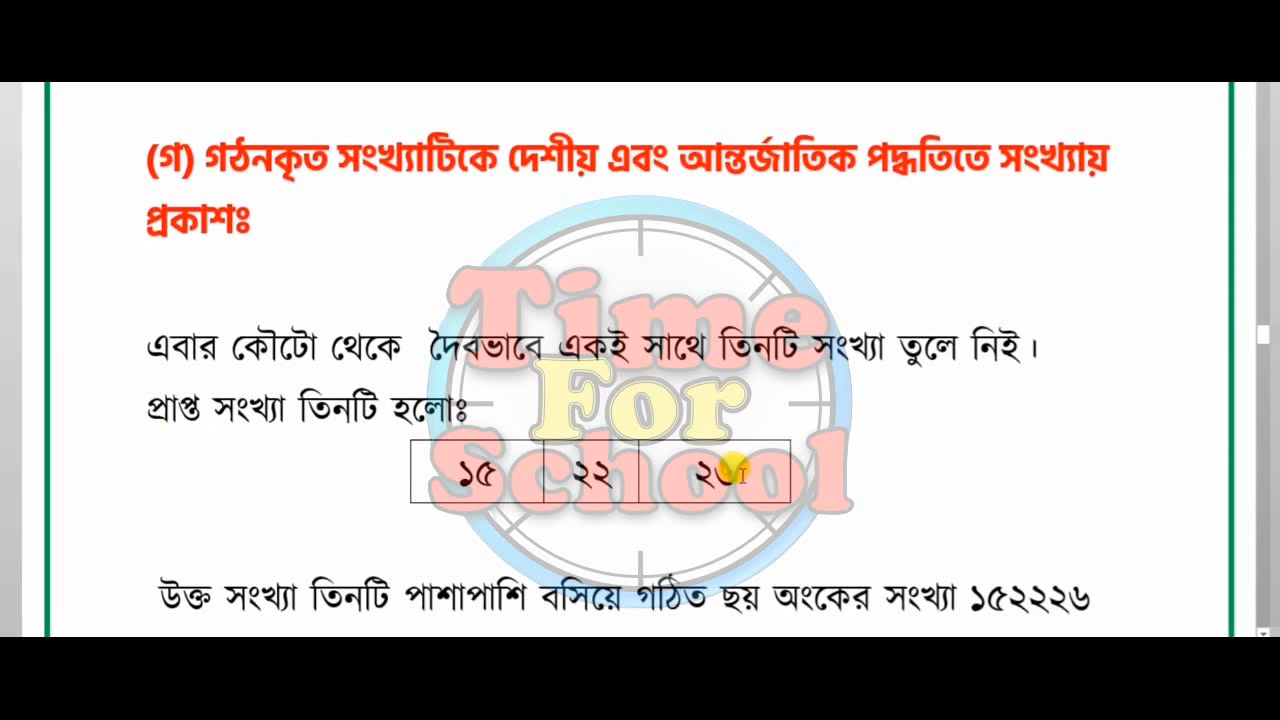 (গ) গঠনকৃত সংখ্যাটিকে দেশীয় এবং আন্তর্জাতিক পদ্ধতিতে সংখ্যায়
প্রকাশঃ
এবার কৌটো থেকে দৈবভাবে একই সাথে তিনটি সংখ্যা তুলে নিই।
প্রাপ্ত সংখ্যা তিনটি হলোঃ
১৫ ২২ ২৬
উক্ত সংখ্যা তিনটি পাশাপাশি বসিয়ে গঠিত ছয় অংকের সংখ্যা ১৫২২২৬
Time
For
School